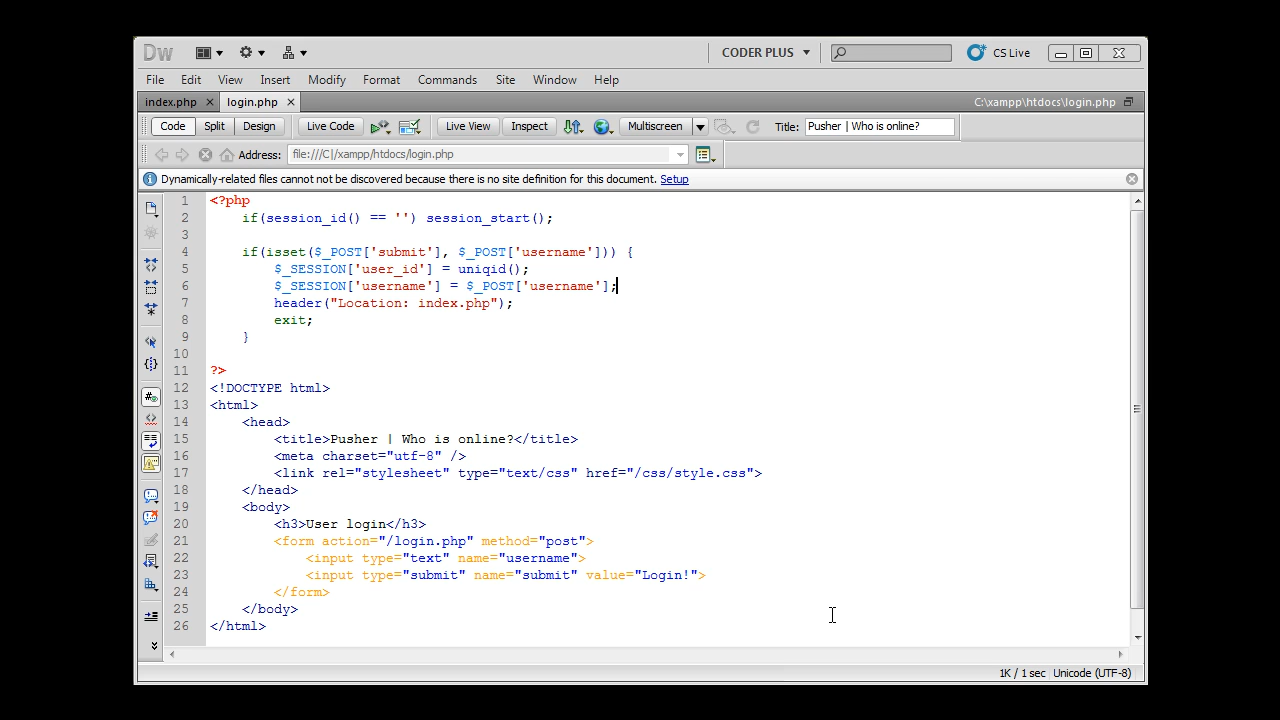 Dw CODER PLUS CS Live
File Edit View Insert Modify Format Commands Site Window Help
index.php login.php C:\xampp\htdocs\login.php
Code Split Design Live Code Live View Inspect Multiscreen Title: Pusher | Who is online?
Address: file:///C|/xampp/htdocs/login.php
Dynamically-related files cannot not be discovered because there is no site definition for this document. Setup
1 <?php
2 if(session_id() == '') session_start();
3
4 if(isset($_POST['submit'], $_POST['username'])) {
5 $_SESSION['user_id'] = uniqid();
6 $_SESSION['username'] = $_POST['username'];
7 header("Location: index.php");
8 exit;
9 }
10
11 ?>
12 <!DOCTYPE html>
13 <html>
14 <head>
15 <title>Pusher | Who is online?</title>
16 <meta charset="utf-8" />
17 <link rel="stylesheet" type="text/css" href="/css/style.css">
18 </head>
19 <body>
20 <h3>User login</h3>
21 <form action="/login.php" method="post">
22 <input type="text" name="username">
23 <input type="submit" name="submit" value="Login!">
24 </form>
25 </body>
26 </html>
1K / 1 sec Unicode (UTF-8)